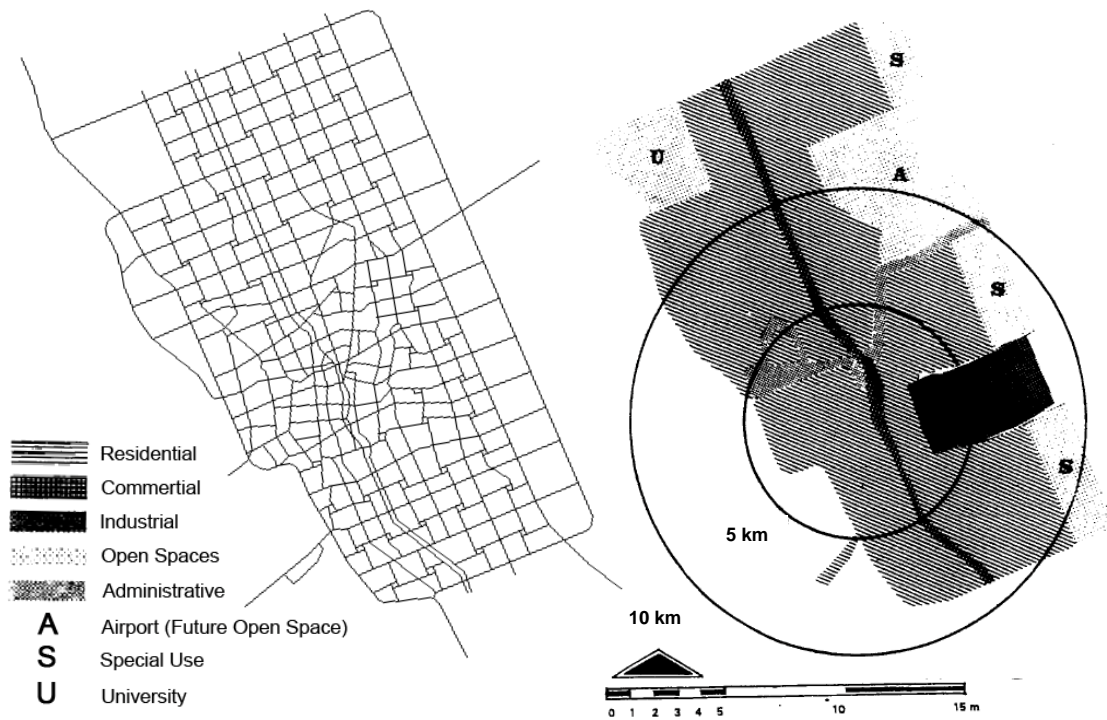 Residential
Commertial
Industrial
Open Spaces
Administrative
A Airport (Future Open Space)
S Special Use
U University
S
U
A
S
S
5 km
10 km
0 1 2 3 4 5 10 15 m